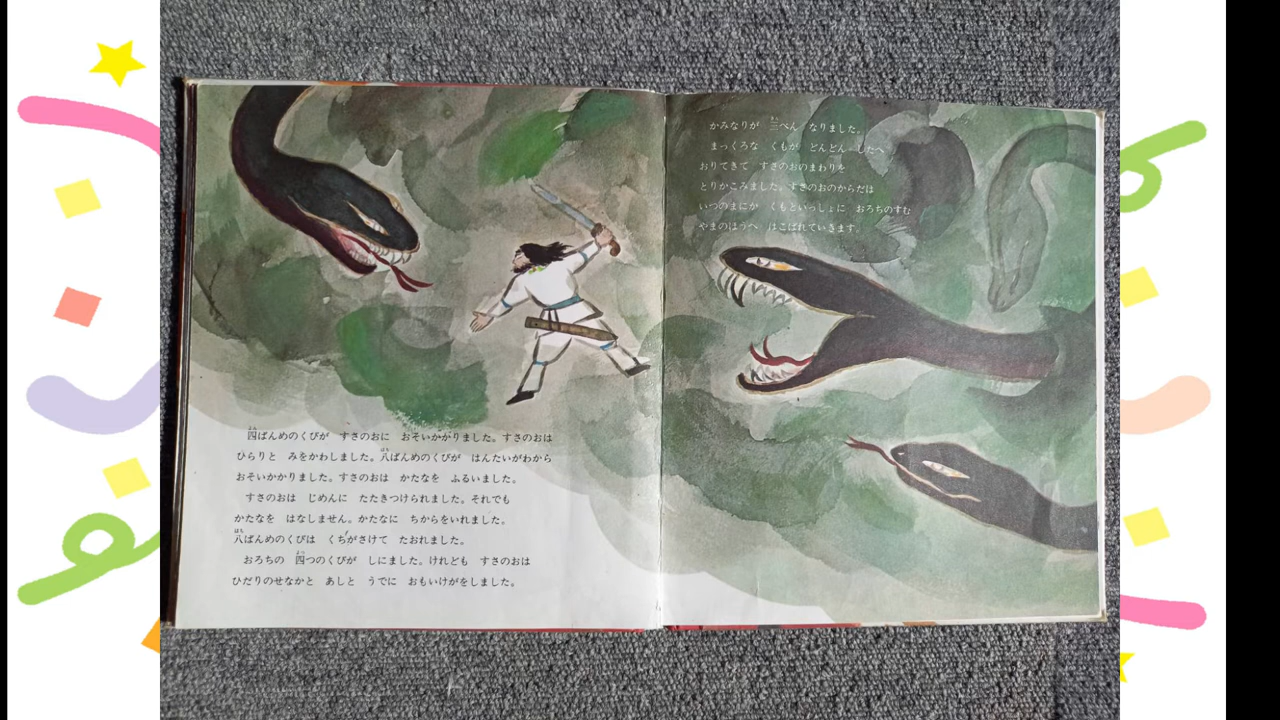 四ばんめのくびが　すさのおに　おそいかかりました。すさのおは
ひらりと　みをかわしました。八ばんめのくびが　はんたいがわから
おそいかかりました。すさのおは　かたなを　ふるいました。
すさのおは　じめんに　たたきつけられました。それでも
かたなを　はなしません。かたなに　ちからをいれました。
八ばんめのくびは　くちがさけて　たおれました。
おろちの　四つのくびが　しにました。けれども　すさのおは
ひだりのせなかと　あしと　うでに　おもいけがをしました。
かみなりが　三べん　なりました。
まっくろな　くもが　どんどん　したへ
おりてきて　すさのおのまわりを
とりかこみました。すさのおのからだは
いつのまにか　くもといっしょに　おろちのすむ
やまのほうへ　はこばれていきます。